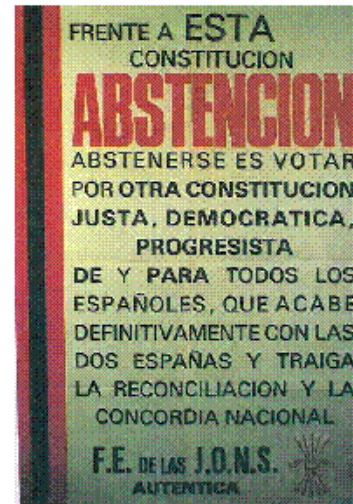 FRENTE A ESTA
CONSTITUCION
ABSTENCION
ABSTENERSE ES VOTAR
POR OTRA CONSTITUCION
JUSTA, DEMOCRATICA,
PROGRESISTA
DE Y PARA TODOS LOS
ESPAÑOLES, QUE ACABE
DEFINITIVAMENTE CON LAS
DOS ESPAÑAS Y TRAIGA
LA RECONCILIACION Y LA
CONCORDIA NACIONAL
F.E. DE LAS J.O.N.S.
AUTENTICA